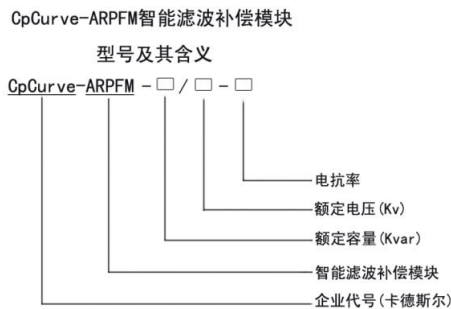 CpCurve-ARPFM智能滤波补偿模块
型号及其含义
CpCurve-ARPFM-□/□-□
电抗率
额定电压(Kv)
额定容量(Kvar)
智能滤波补偿模块
企业代号(卡德斯尔)